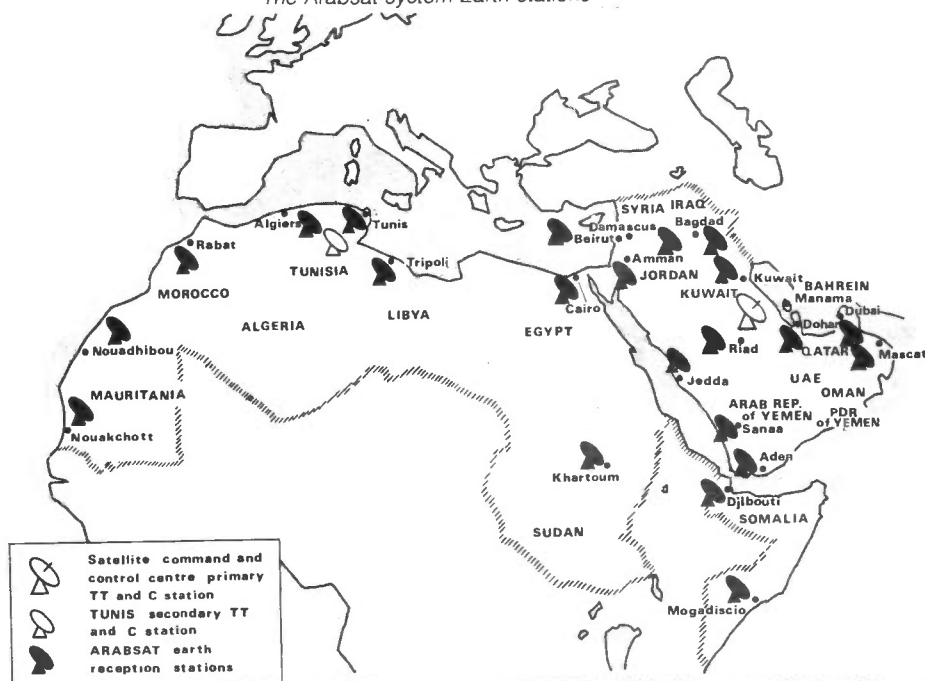 The Arabsat system Earth stations
SYRIA
IRAQ
Damascus
Bagdad
Beirut
Algiers
Tunis
Rabat
Amman
TUNISIA
Tripoli
JORDAN
Kuwait
MOROCCO
KUWAIT
BAHREIN
Manama
Cairo
Dubai
LIBYA
Dohar
ALGERIA
EGYPT
Nouadhibou
Riad
QATAR
Mascat
Jedda
UAE
MAURITANIA
OMAN
ARAB REP.
of YEMEN
PDR
of YEMEN
Sanaa
Nouakchott
Aden
Khartoum
Djibouti
SOMALIA
SUDAN
Mogadiscio
Satellite command and
control centre primary
TT and C station
TUNIS secondary TT
and C station
ARABSAT earth
reception stations